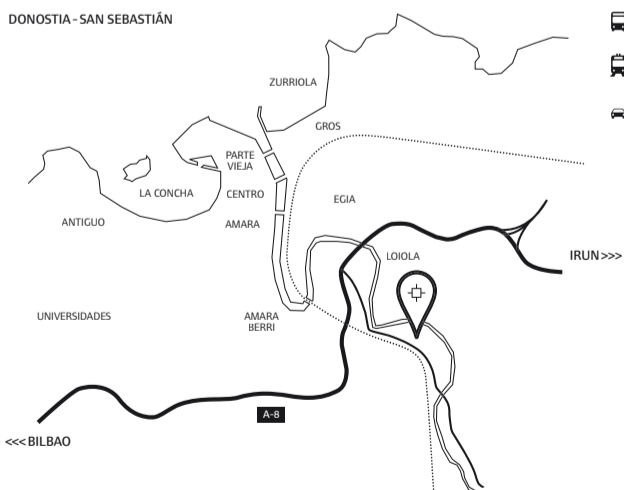 DONOSTIA - SAN SEBASTIÁN
ZURRIOLA
GROS
PARTE
VIEJA
LA CONCHA
CENTRO
EGIA
ANTIGUO
AMARA
LOIOLA
IRUN >>>
UNIVERSIDADES
AMARA
BERRI
A-8
<<< BILBAO